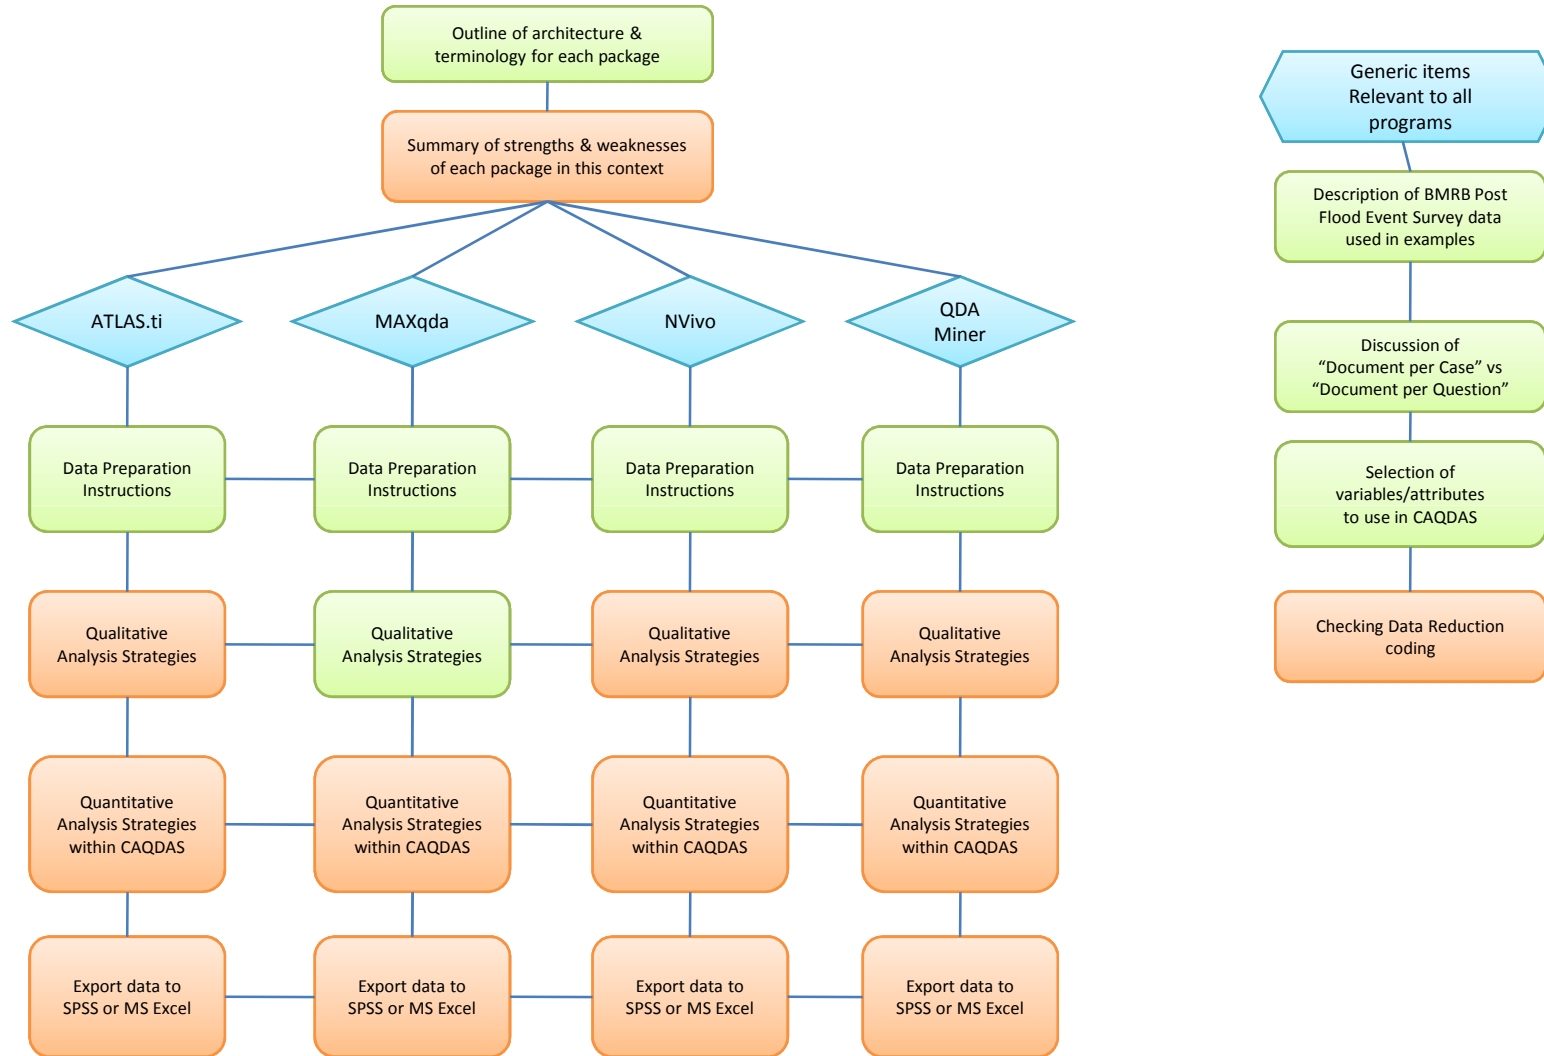 Outline of architecture &
terminology for each package
Summary of strengths & weaknesses
of each package in this context
ATLAS.ti
MAXqda
NVivo
QDA
Miner
Data Preparation
Instructions
Data Preparation
Instructions
Data Preparation
Instructions
Data Preparation
Instructions
Qualitative
Analysis Strategies
Qualitative
Analysis Strategies
Qualitative
Analysis Strategies
Qualitative
Analysis Strategies
Quantitative
Analysis Strategies
within CAQDAS
Quantitative
Analysis Strategies
within CAQDAS
Quantitative
Analysis Strategies
within CAQDAS
Quantitative
Analysis Strategies
within CAQDAS
Export data to
SPSS or MS Excel
Export data to
SPSS or MS Excel
Export data to
SPSS or MS Excel
Export data to
SPSS or MS Excel
Generic items
Relevant to all
programs
Description of BMRB Post
Flood Event Survey data
used in examples
Discussion of
“Document per Case” vs
“Document per Question”
Selection of
variables/attributes
to use in CAQDAS
Checking Data Reduction
coding